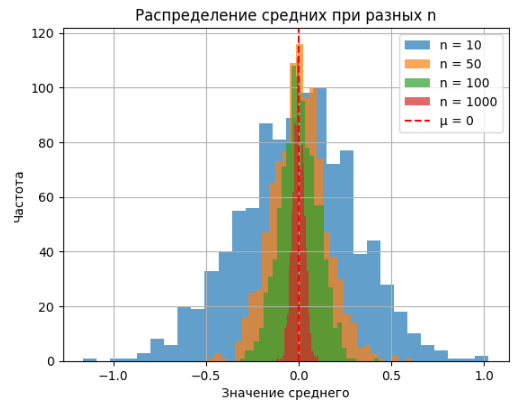 Распределение средних при разных n
n = 10
n = 50
n = 100
n = 1000
μ = 0
120
100
80
60
40
20
0
Частота
−1.0
−0.5
0.0
0.5
1.0
Значение среднего